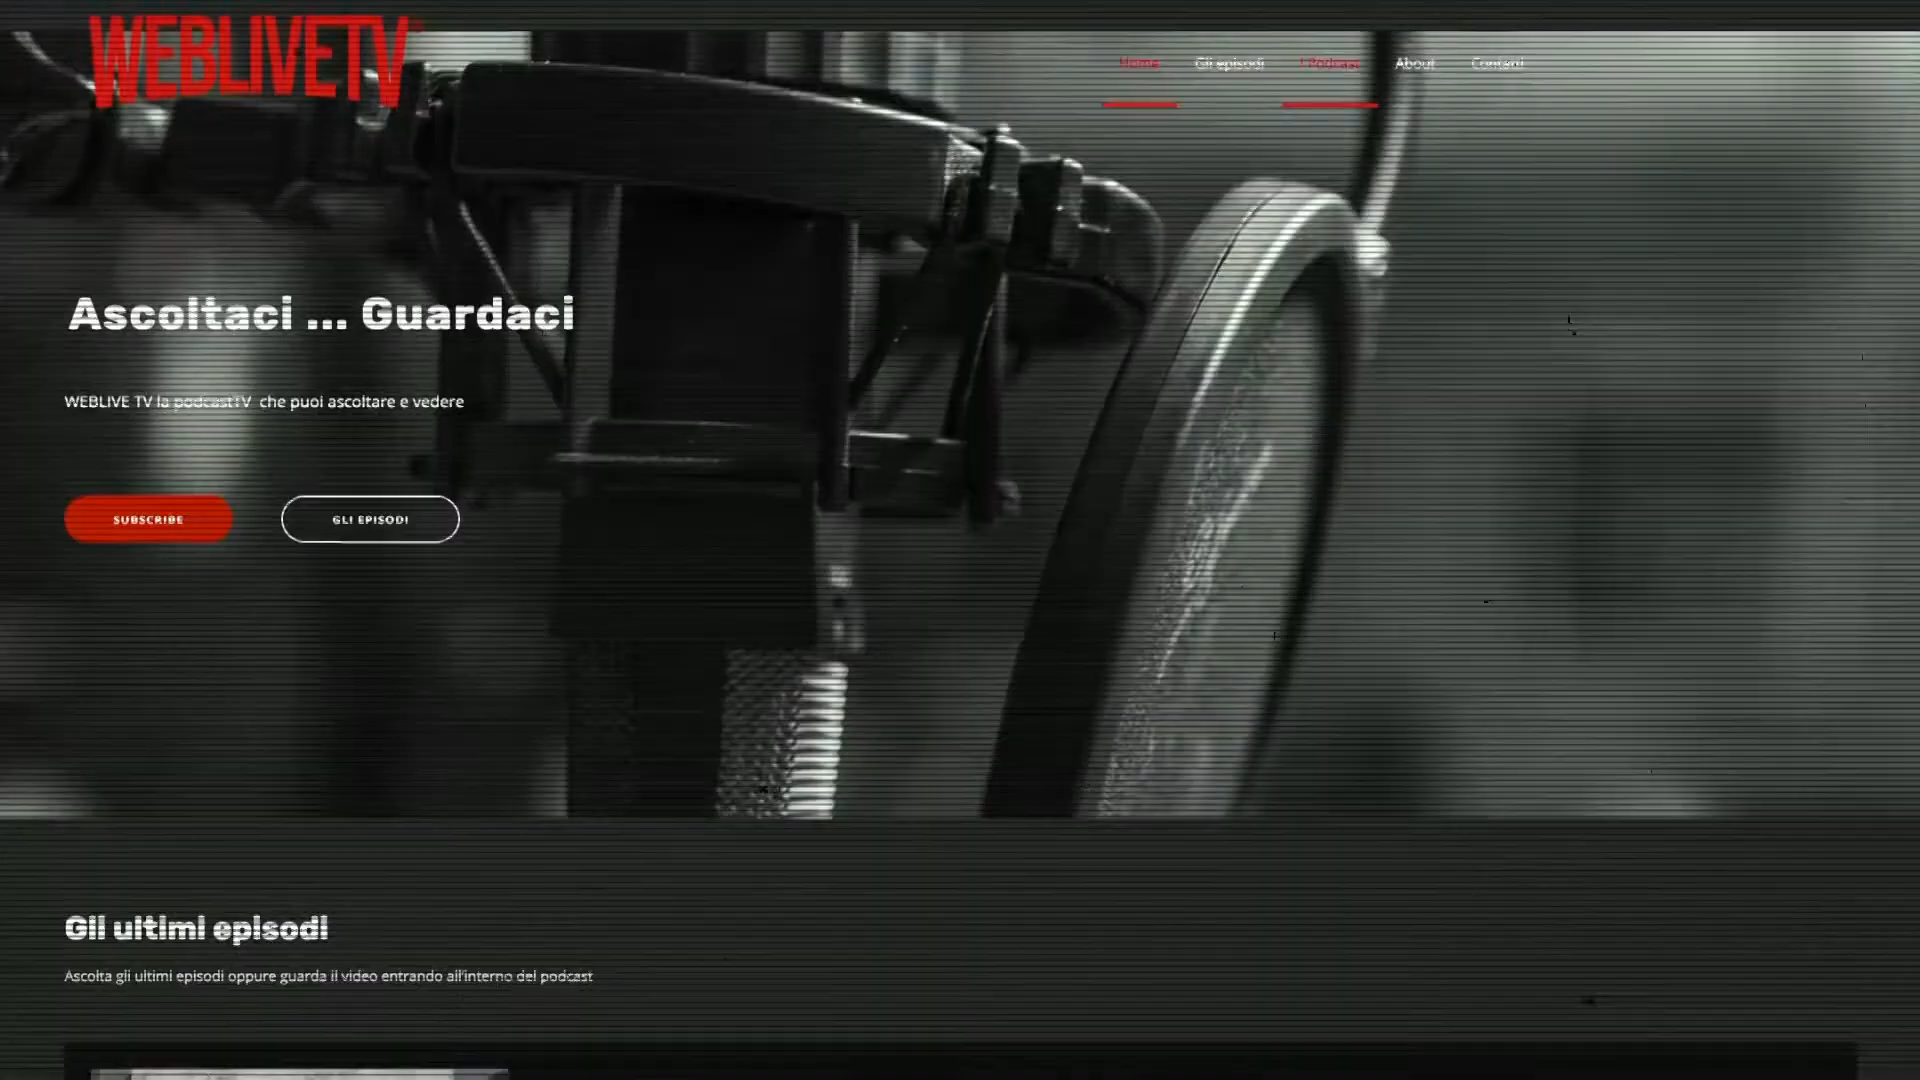 WEBLIVETV
Home Gli episodi I Podcast About Contatti
Ascoltaci ... Guardaci
WEBLIVE TV la podcastTV che puoi ascoltare e vedere
SUBSCRIBE GLI EPISODI
Gli ultimi episodi
Ascolta gli ultimi episodi oppure guarda il video entrando all'interno del podcast